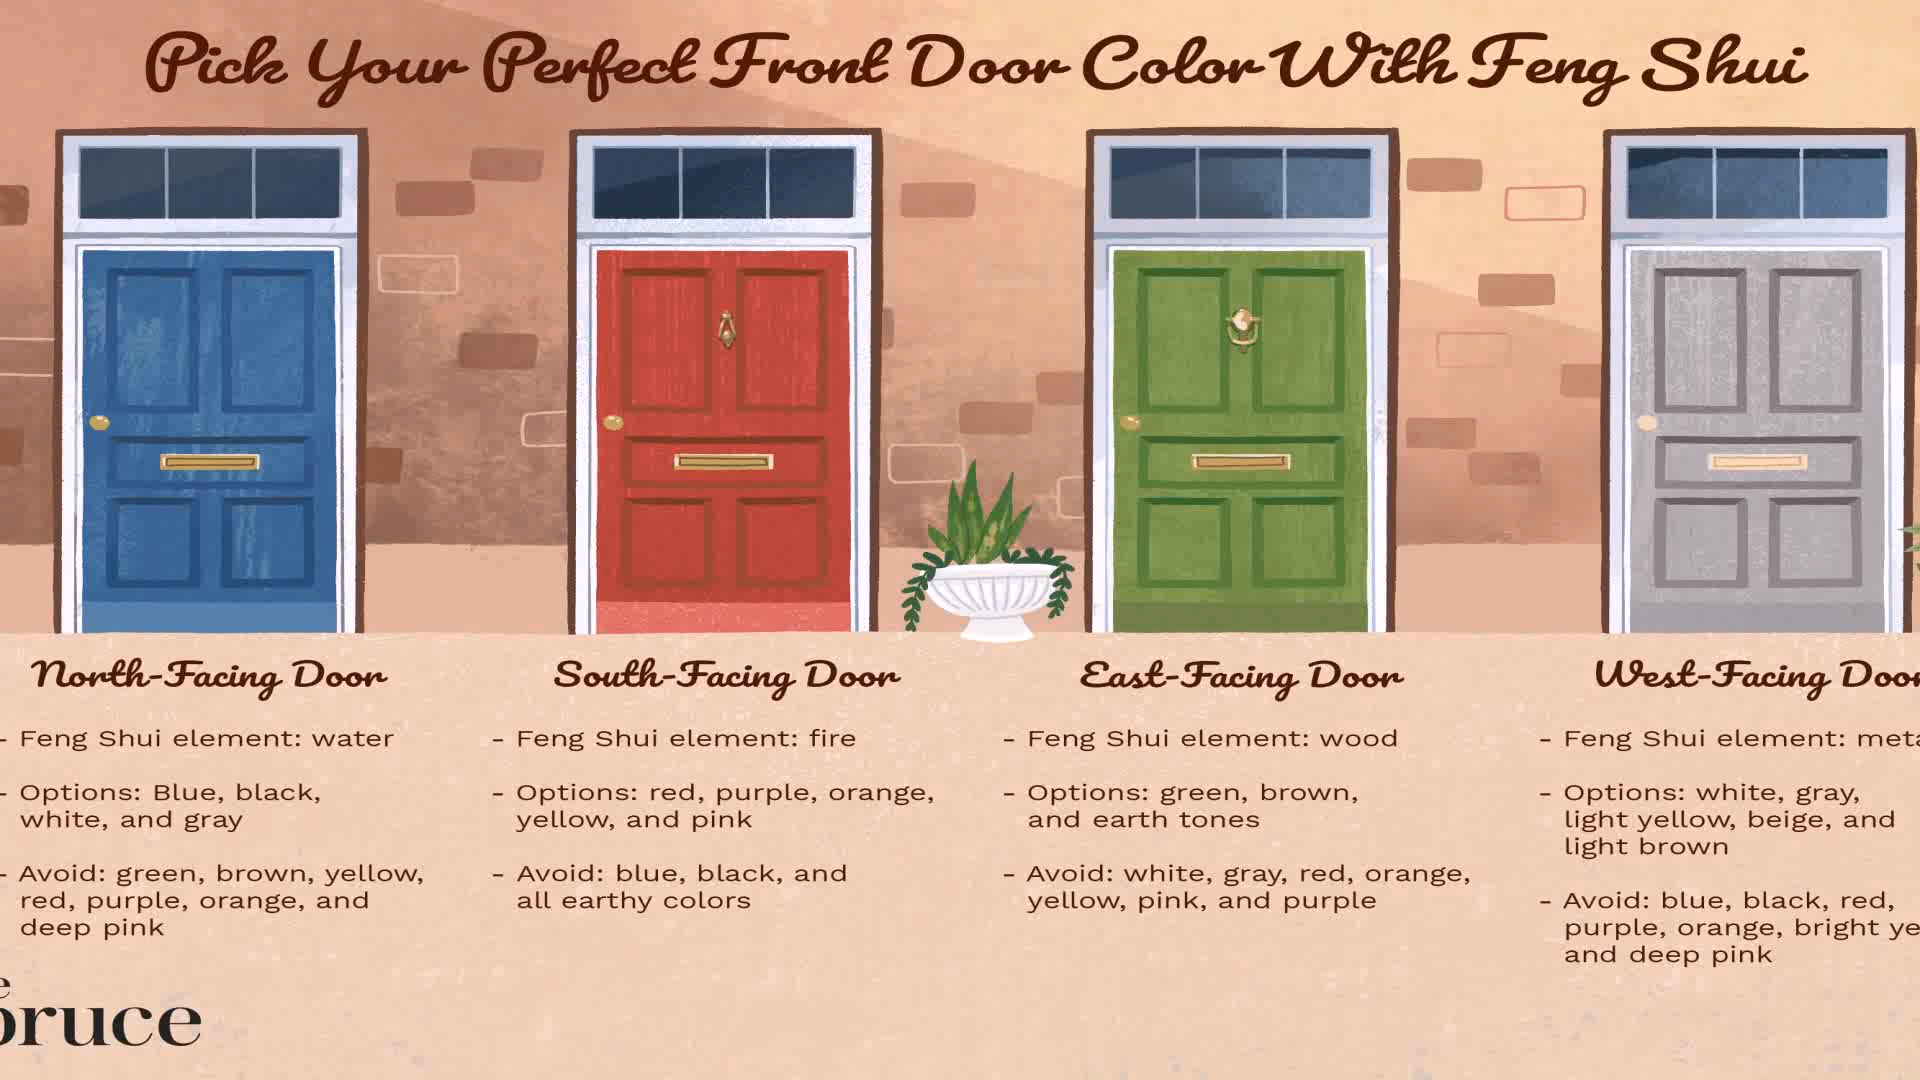 Pick Your Perfect Front Door Color With Feng Shui
North-Facing Door
- Feng Shui element: water
- Options: Blue, black,
white, and gray
- Avoid: green, brown, yellow,
red, purple, orange, and
deep pink
South-Facing Door
- Feng Shui element: fire
- Options: red, purple, orange,
yellow, and pink
- Avoid: blue, black, and
all earthy colors
East-Facing Door
- Feng Shui element: wood
- Options: green, brown,
and earth tones
- Avoid: white, gray, red, orange,
yellow, pink, and purple
West-Facing Door
- Feng Shui element:
- Options: white, gray,
light yellow, beige, and
light brown
- Avoid: blue, black, red,
purple, orange, bright
and deep pink